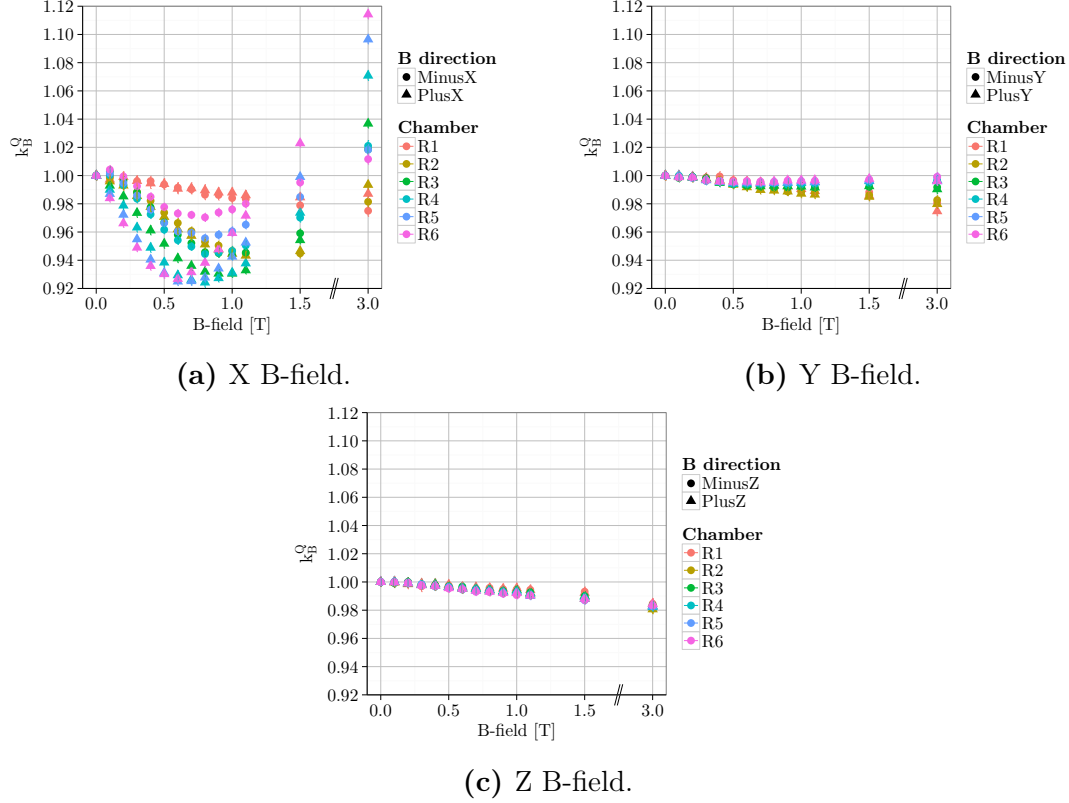 1.12
1.10
1.08
1.06
1.04
1.02
1.00
0.98
0.96
0.94
0.92
k_B^Q
0.0 0.5 1.0 1.5 3.0
B-field [T]
B direction
MinusX
PlusX
Chamber
R1
R2
R3
R4
R5
R6
(a) X B-field.
1.12
1.10
1.08
1.06
1.04
1.02
1.00
0.98
0.96
0.94
0.92
k_B^Q
0.0 0.5 1.0 1.5 3.0
B-field [T]
B direction
MinusY
PlusY
Chamber
R1
R2
R3
R4
R5
R6
(b) Y B-field.
1.12
1.10
1.08
1.06
1.04
1.02
1.00
0.98
0.96
0.94
0.92
k_B^Q
0.0 0.5 1.0 1.5 3.0
B-field [T]
B direction
MinusZ
PlusZ
Chamber
R1
R2
R3
R4
R5
R6
(c) Z B-field.